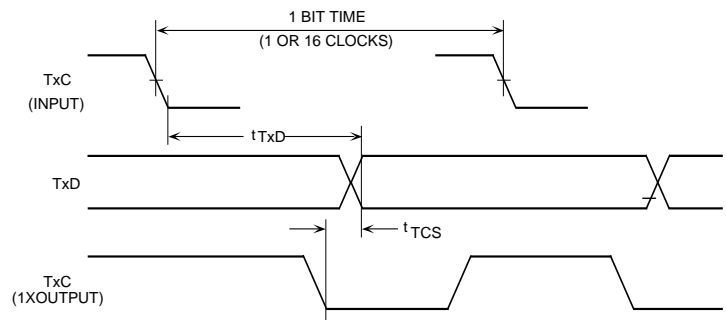 1 BIT TIME
(1 OR 16 CLOCKS)
TxC
(INPUT)
tTxD
TxD
tTCS
TxC
(1XOUTPUT)